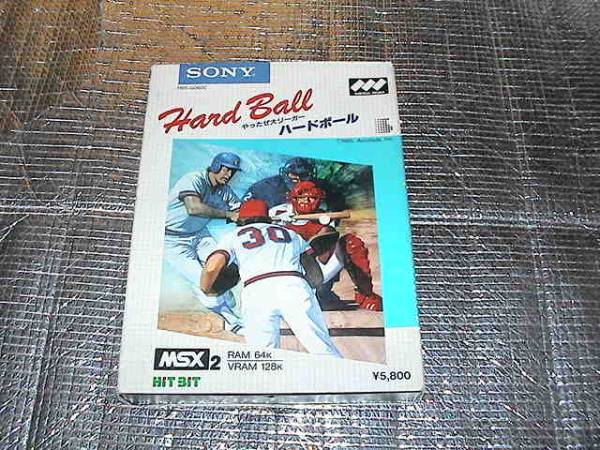 SONY
Hard Ball
やったぜ大リーガー
ハードボール
30
MSX2
RAM 64K
VRAM 128K
HIT BIT
¥5,800